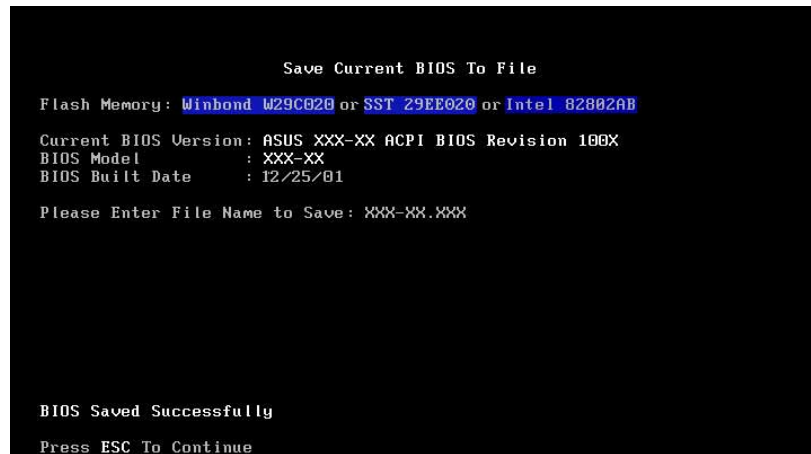 Save Current BIOS To File
Flash Memory: Winbond W29C020 or SST 29EE020 or Intel 82802AB
Current BIOS Version: ASUS XXX-XX ACPI BIOS Revision 100X
BIOS Model : XXX-XX
BIOS Built Date : 12/25/01
Please Enter File Name to Save: XXX-XX.XXX
BIOS Saved Successfully
Press ESC To Continue